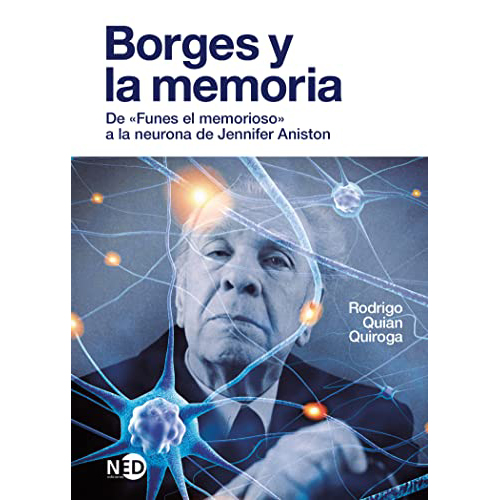 Borges y
la memoria
De «Funes el memorioso»
a la neurona de Jennifer Aniston
Rodrigo
Quian
Quiroga
NED